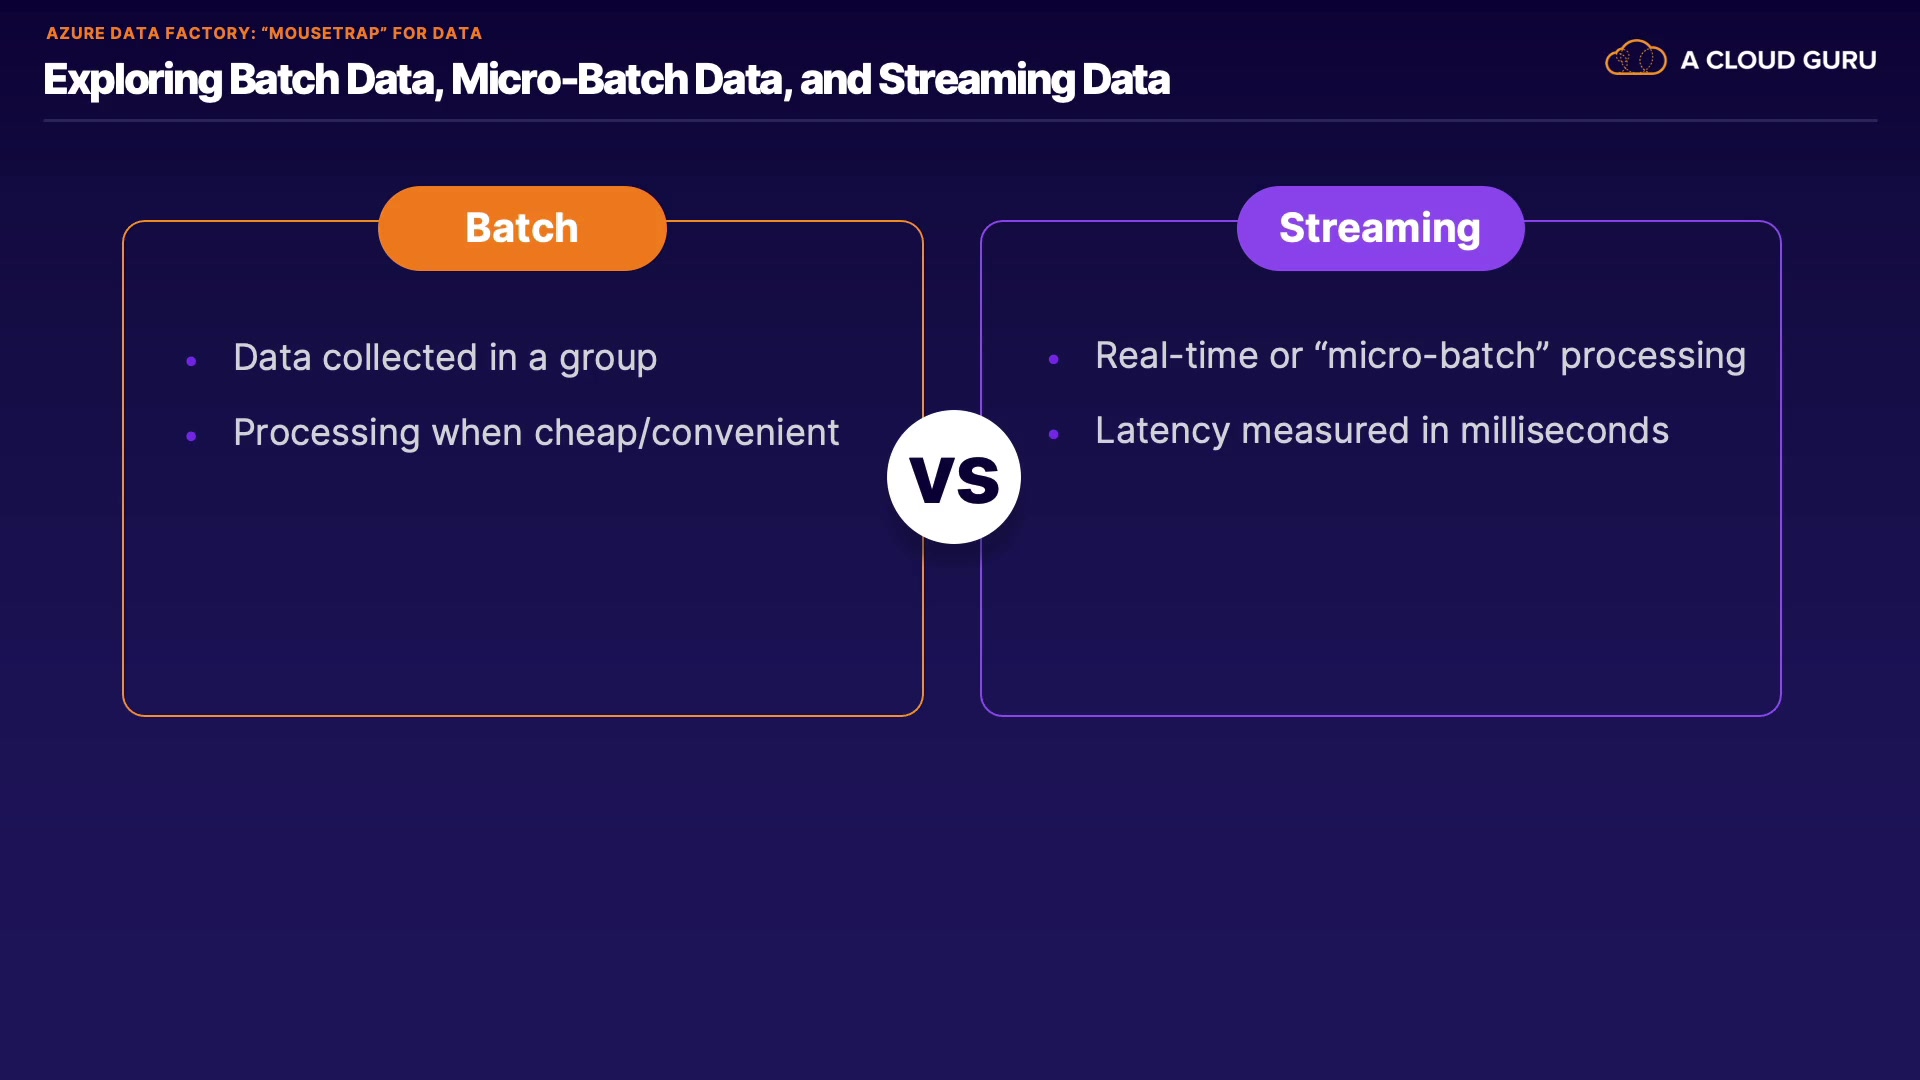 AZURE DATA FACTORY: “MOUSETRAP” FOR DATA
Exploring Batch Data, Micro-Batch Data, and Streaming Data
A CLOUD GURU
Batch
• Data collected in a group
• Processing when cheap/convenient
VS
Streaming
• Real-time or “micro-batch” processing
• Latency measured in milliseconds